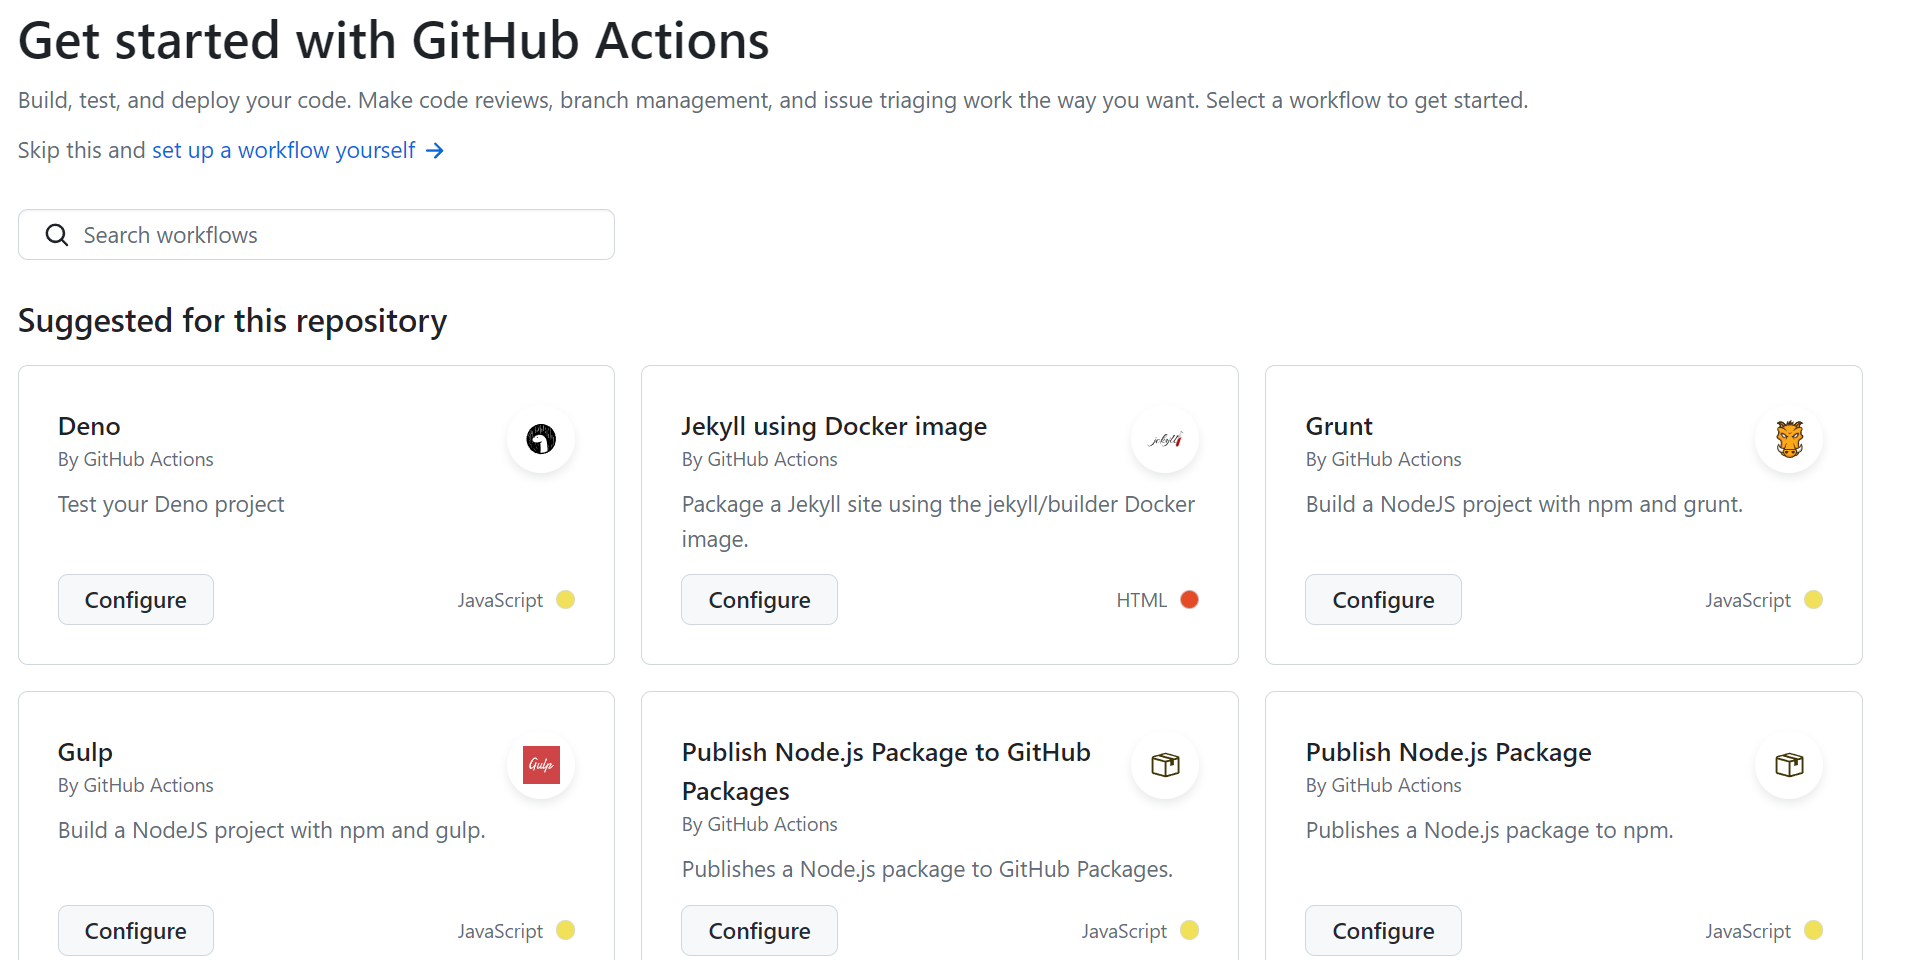 Get started with GitHub Actions
Build, test, and deploy your code. Make code reviews, branch management, and issue triaging work the way you want. Select a workflow to get started.
Skip this and set up a workflow yourself →
Search workflows
Suggested for this repository
Deno
By GitHub Actions
Test your Deno project
Configure
JavaScript
Jekyll using Docker image
By GitHub Actions
jekyll
Package a Jekyll site using the jekyll/builder Docker
image.
Configure
HTML
Grunt
By GitHub Actions
Build a NodeJS project with npm and grunt.
Configure
JavaScript
Gulp
By GitHub Actions
Gulp
Build a NodeJS project with npm and gulp.
Configure
JavaScript
Publish Node.js Package to GitHub
Packages
By GitHub Actions
Publishes a Node.js package to GitHub Packages.
Configure
JavaScript
Publish Node.js Package
By GitHub Actions
Publishes a Node.js package to npm.
Configure
JavaScript